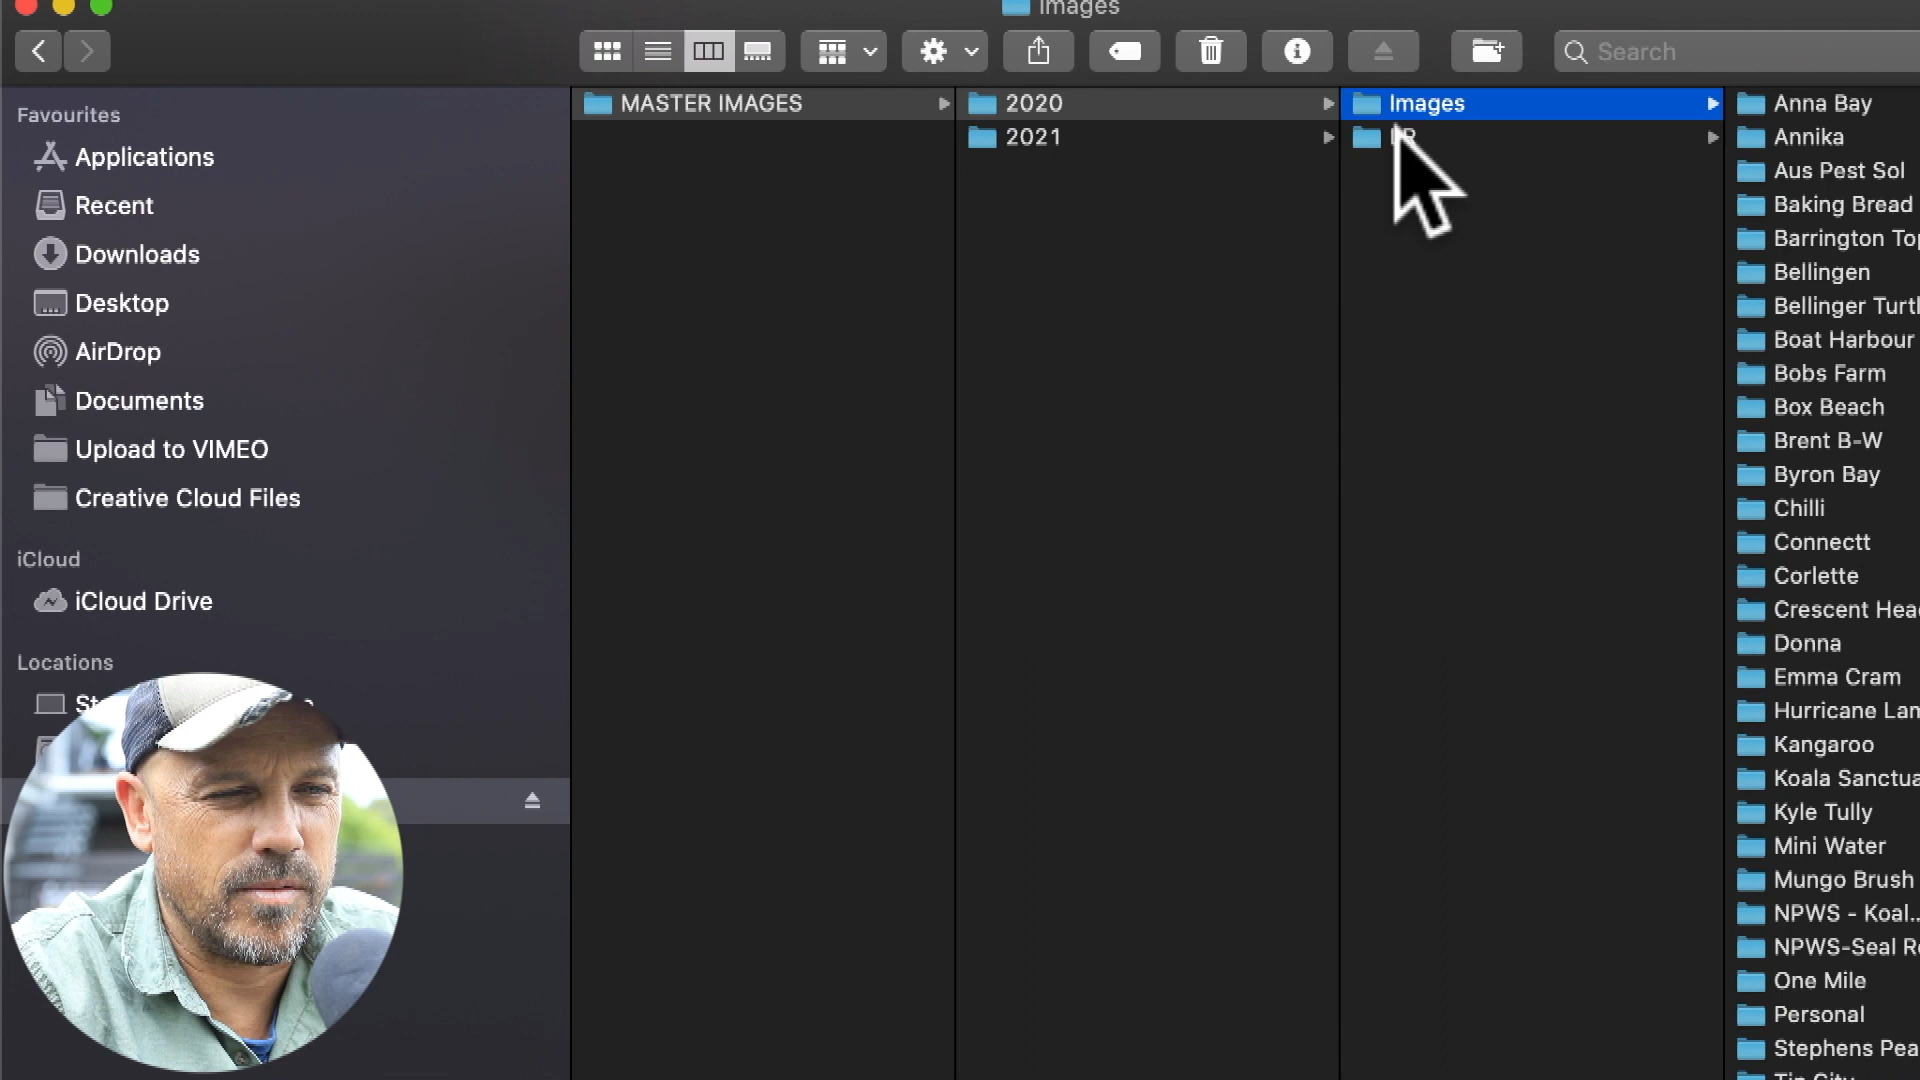 Images
Search
Favourites
Applications
Recent
Downloads
Desktop
AirDrop
Documents
Upload to VIMEO
Creative Cloud Files
iCloud
iCloud Drive
Locations
MASTER IMAGES
2020
2021
Images
Anna Bay
Annika
Aus Pest Sol
Baking Bread
Barrington To
Bellingen
Bellinger Turtl
Boat Harbour
Bobs Farm
Box Beach
Brent B-W
Byron Bay
Chilli
Connectt
Corlette
Crescent Hea
Donna
Emma Cram
Hurricane Lam
Kangaroo
Koala Sanctua
Kyle Tully
Mini Water
Mungo Brush
NPWS - Koal...
NPWS-Seal Re
One Mile
Personal
Stephens Pea